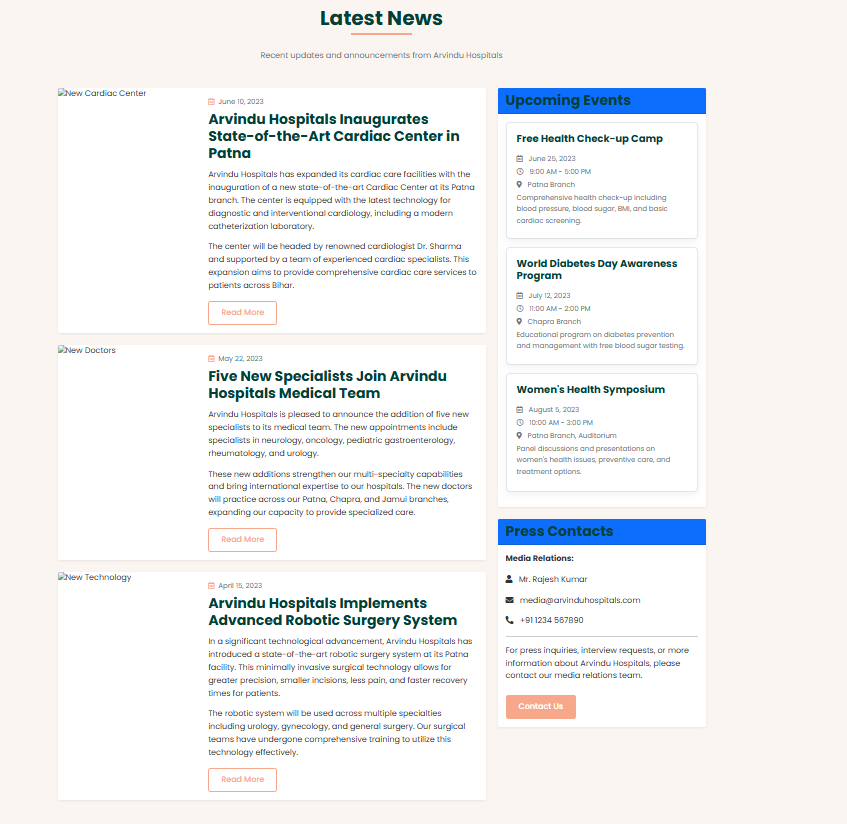 Latest News
Recent updates and announcements from Arvindu Hospitals
New Cardiac Center
June 10, 2023
Arvindu Hospitals Inaugurates
State-of-the-Art Cardiac Center in
Patna
Arvindu Hospitals has expanded its cardiac care facilities with the
inauguration of a new state-of-the-art Cardiac Center at its Patna
branch. The center is equipped with the latest technology for
diagnostic and interventional cardiology, including a modern
catheterization laboratory.
The center will be headed by renowned cardiologist Dr. Sharma
and supported by a team of experienced cardiac specialists. This
expansion aims to provide comprehensive cardiac care services to
patients across Bihar.
Read More
New Doctors
May 22, 2023
Five New Specialists Join Arvindu
Hospitals Medical Team
Arvindu Hospitals is pleased to announce the addition of five new
specialists to its medical team. The new appointments include
specialists in neurology, oncology, pediatric gastroenterology,
rheumatology, and urology.
These new additions strengthen our multi-specialty capabilities
and bring international expertise to our hospitals. The new doctors
will practice across our Patna, Chapra, and Jamui branches,
expanding our capacity to provide specialized care.
Read More
New Technology
April 15, 2023
Arvindu Hospitals Implements
Advanced Robotic Surgery System
In a significant technological advancement, Arvindu Hospitals has
introduced a state-of-the-art robotic surgery system at its Patna
facility. This minimally invasive surgical technology allows for
greater precision, smaller incisions, less pain, and faster recovery
times for patients.
The robotic system will be used across multiple specialties
including urology, gynecology, and general surgery. Our surgical
teams have undergone comprehensive training to utilize this
technology effectively.
Read More
Upcoming Events
Free Health Check-up Camp
June 25, 2023
9:00 AM - 5:00 PM
Patna Branch
Comprehensive health check-up including
blood pressure, blood sugar, BMI, and basic
cardiac screening.
World Diabetes Day Awareness
Program
July 12, 2023
11:00 AM - 2:00 PM
Chapra Branch
Educational program on diabetes prevention
and management with free blood sugar testing.
Women's Health Symposium
August 5, 2023
10:00 AM - 3:00 PM
Patna Branch, Auditorium
Panel discussions and presentations on
women's health issues, preventive care, and
treatment options.
Press Contacts
Media Relations:
Mr. Rajesh Kumar
media@arvinduhospitals.com
+91 1234 567890
For press inquiries, interview requests, or more
information about Arvindu Hospitals, please
contact our media relations team.
Contact Us